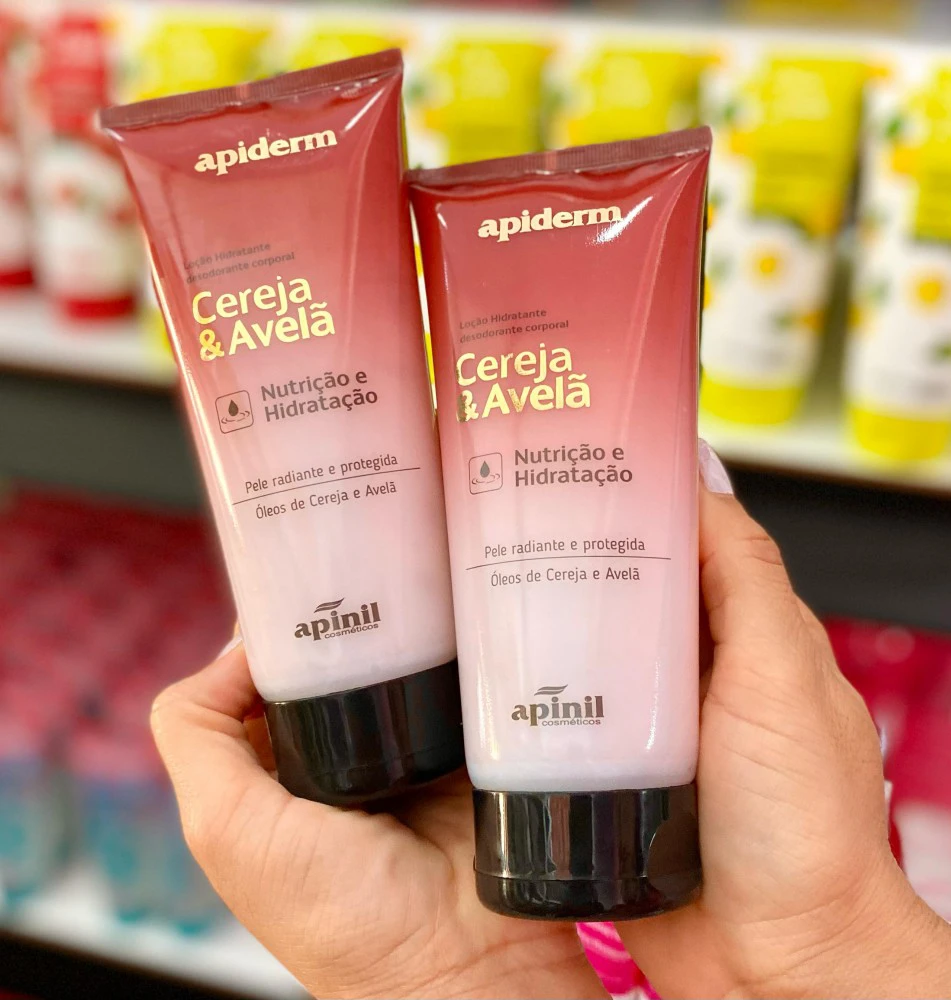 apiderm
Loção Hidratante
desodorante corporal
Cereja
&Avelã
Nutrição e
Hidratação
Pele radiante e protegida
Óleos de Cereja e Avelã
apinil
cosméticos
apiderm
Loção Hidratante
desodorante corporal
Cereja
&Avelã
Nutrição e
Hidratação
Pele radiante e protegida
Óleos de Cereja e Avelã
apinil
cosméticos